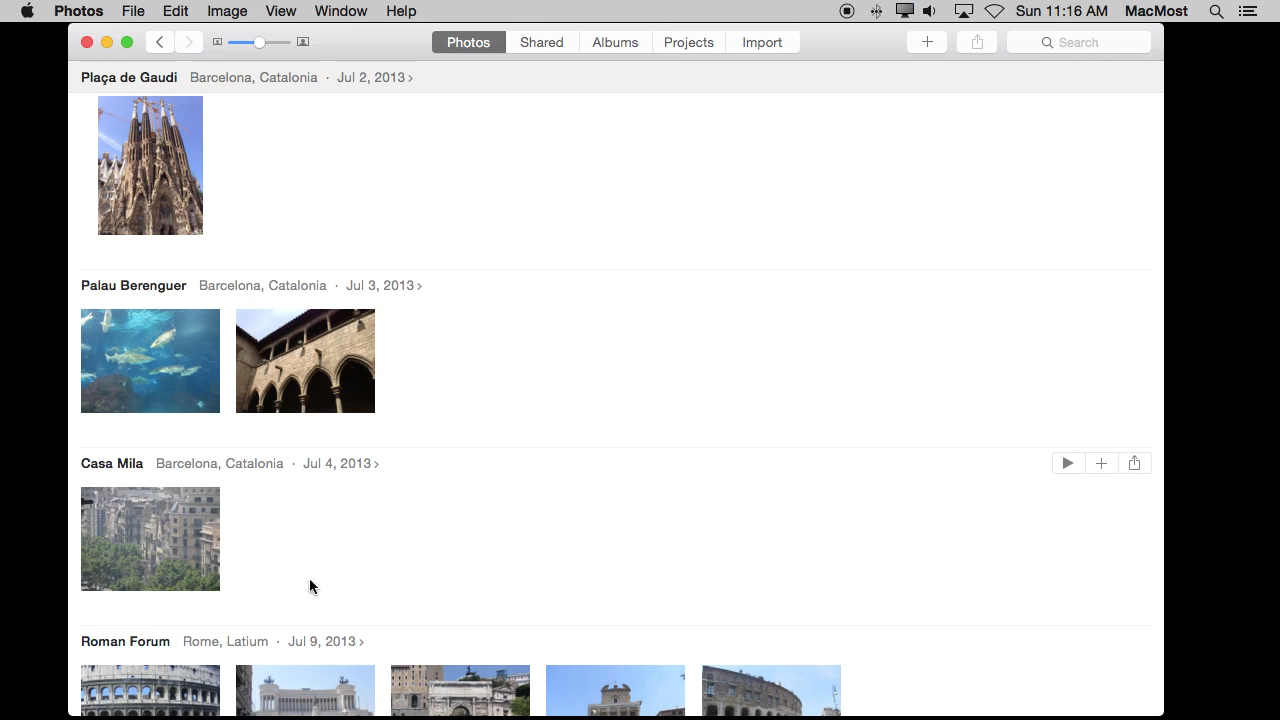 Photos File Edit Image View Window Help Sun 11:16 AM MacMost
Photos Shared Albums Projects Import Search
Plaça de Gaudi Barcelona, Catalonia · Jul 2, 2013 ›
Palau Berenguer Barcelona, Catalonia · Jul 3, 2013 ›
Casa Mila Barcelona, Catalonia · Jul 4, 2013 ›
Roman Forum Rome, Latium · Jul 9, 2013 ›